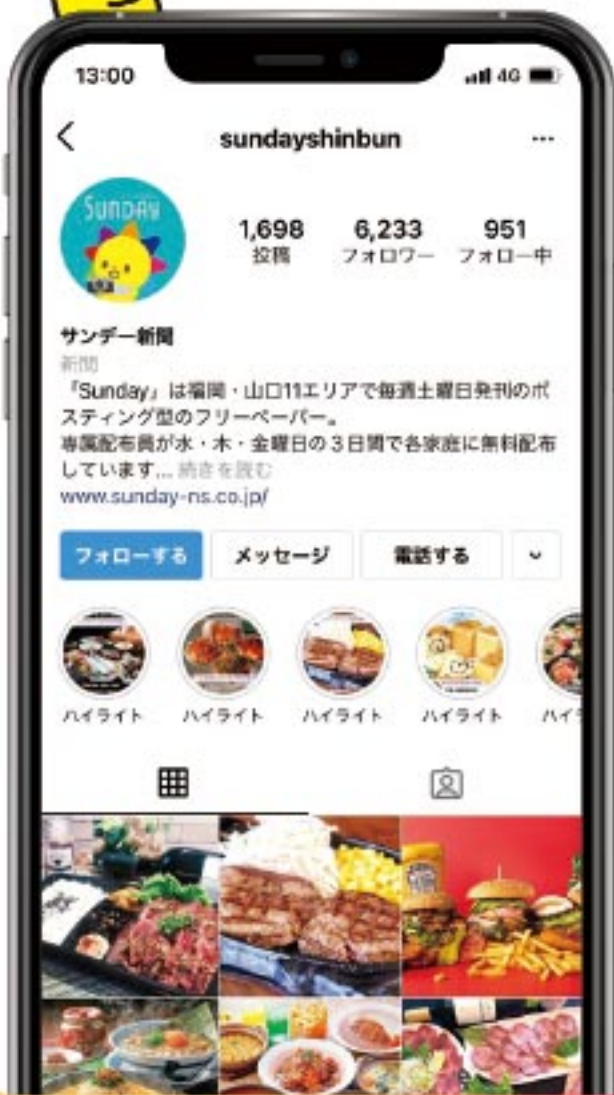 13:00
4G
sundayshinbun
SUNDAY
1,698
6,233
951
投稿
フォロワー
フォロー中
サンデー新聞
新聞
「Sunday」は福岡・山口11エリアで毎週土曜日発刊のポ
スティング型のフリーペーパー。
専属配布員が水・木・金曜日の3日間で各家庭に無料配布
しています... 続きを読む
www.sunday-ns.co.jp/
フォローする
メッセージ
電話する
ハイライト
ハイライト
ハイライト
ハイライト
ハイラ